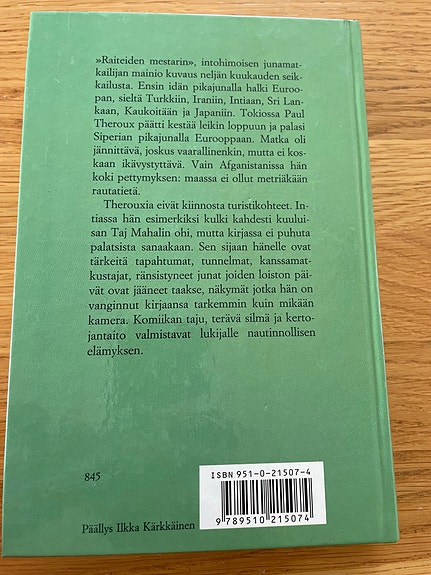 »Raiteiden mestarin», intohimoisen junamat-
kailijan mainio kuvaus neljän kuukauden seik-
kailusta. Ensin idän pikajunalla halki Euroo-
pan, sieltä Turkkiin, Iraniin, Intiaan, Sri Lan-
kaan, Kaukoitään ja Japaniin. Tokiossa Paul
Theroux päätti kestää leikin loppuun ja palasi
Siperian pikajunalla Eurooppaan. Matka oli
jännittävä, joskus vaarallinenkin, mutta ei kos-
kaan ikävystyttävä. Vain Afganistanissa hän
koki pettymyksen: maassa ei ollut metriäkään
rautatietä.
Therouxia eivät kiinnosta turistikohteet. In-
tiassa hän esimerkiksi kulki kahdesti kuului-
san Taj Mahalin ohi, mutta kirjassa ei puhuta
palatsista sanaakaan. Sen sijaan hänelle ovat
tärkeitä tapahtumat, tunnelmat, kanssamat-
kustajat, ränsistyneet junat joiden loiston päi-
vät ovat jääneet taakse, näkymät jotka hän on
vanginnut kirjaansa tarkemmin kuin mikään
kamera. Komiikan taju, terävä silmä ja kerto-
jantaito valmistavat lukijalle nautinnollisen
elämyksen.
845
ISBN 951-0-21507-4
9 789510 215074
Päällys Ilkka Kärkkäinen